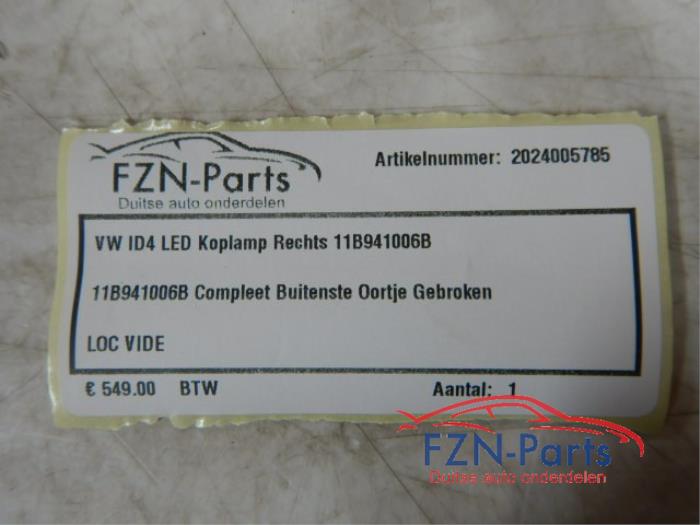 Artikelnummer: 2024005785
FZN-Parts
Duitse auto onderdelen
VW ID4 LED Koplamp Rechts 11B941006B
11B941006B Compleet Buitenste Oortje Gebroken
LOC VIDE
€ 549.00 BTW Aantal: 1
FZN-Parts
Duitse auto onderdelen